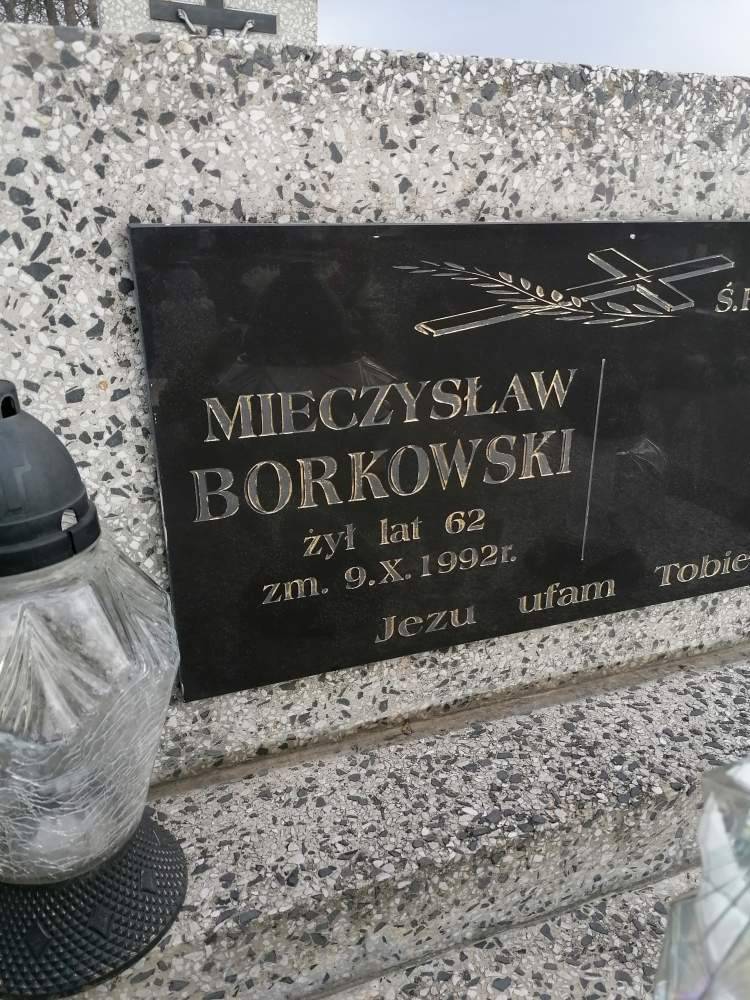 Ś.
MIECZYSŁAW
BORKOWSKI
żył lat 62
zm. 9.X.1992r.
Jezu ufam Tobie